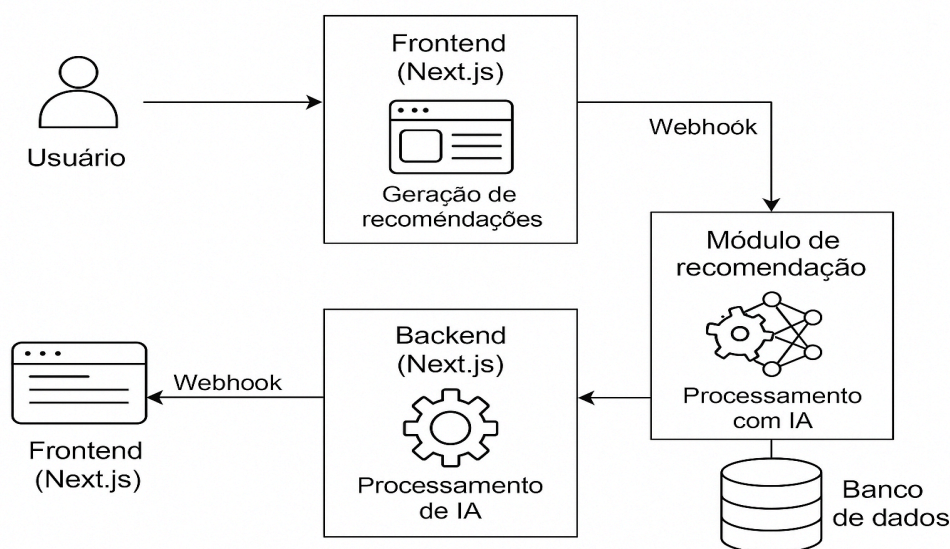 Usuário
Frontend
(Next.js)
Geração de
recoméndações
Webhoók
Módulo de
recomendação
Processamento
com IA
Banco
de dados
Backend
(Next.js)
Processamento
de IA
Webhook
Frontend
(Next.js)